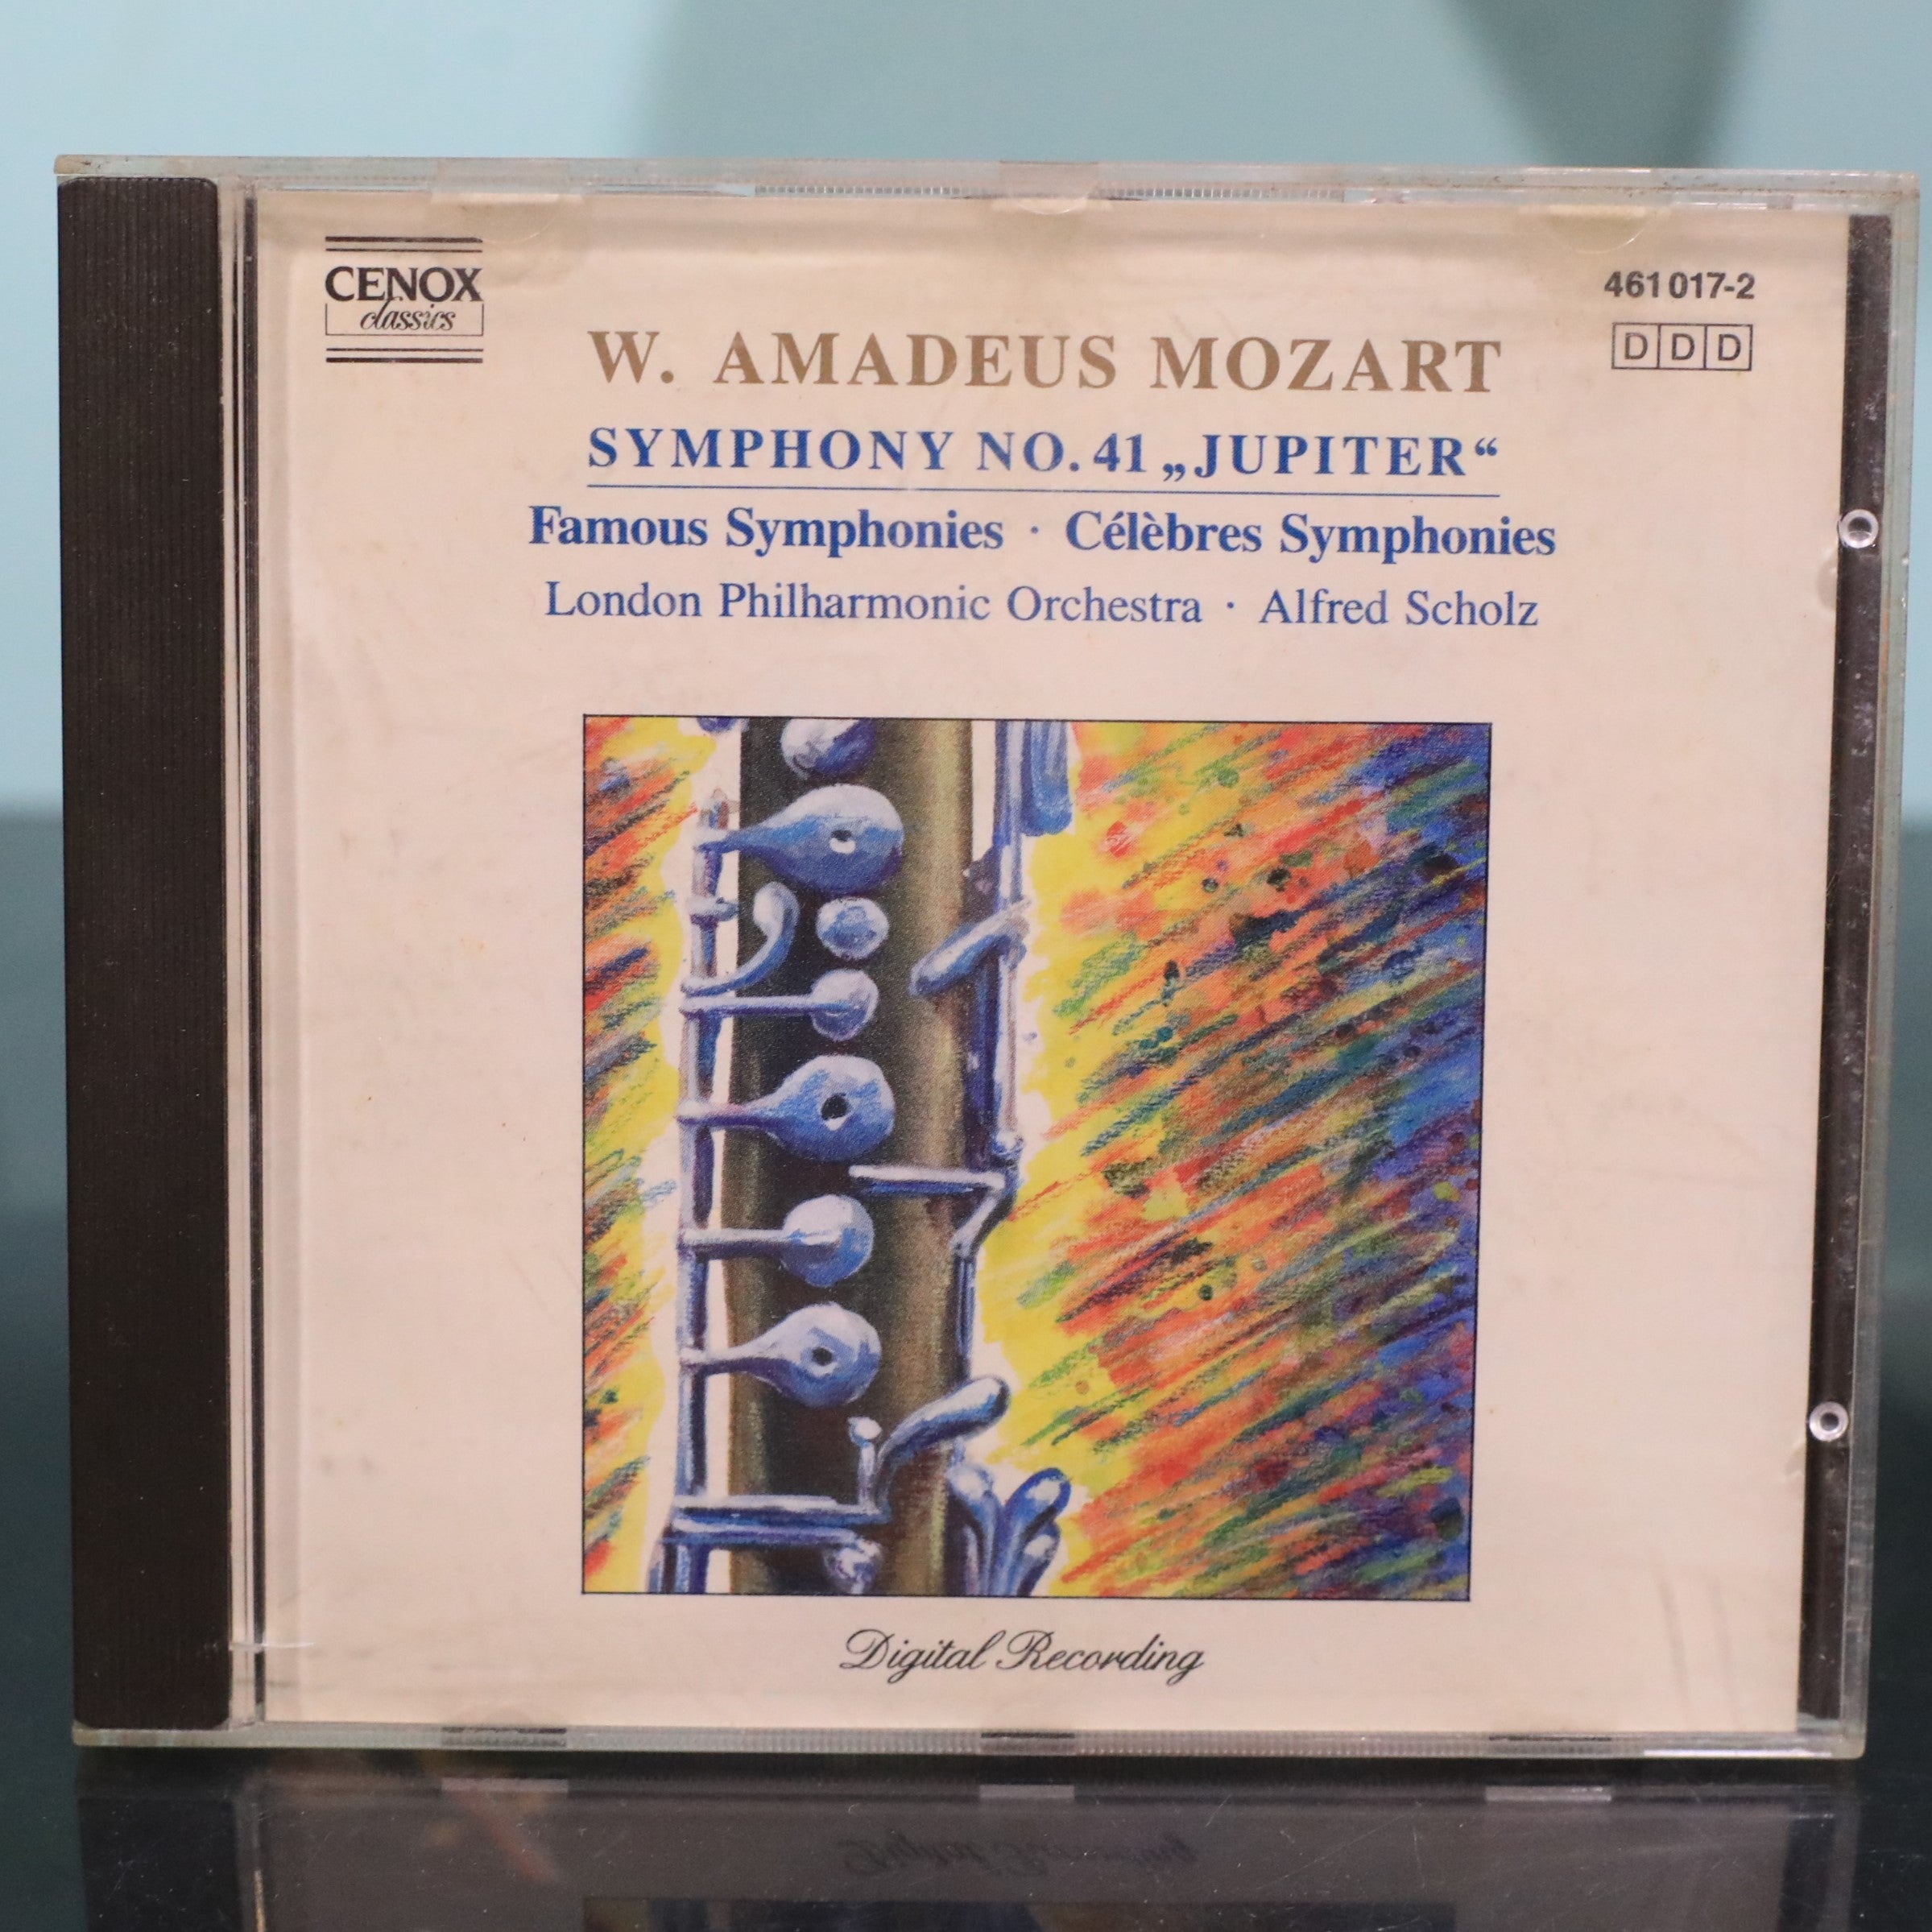 CENOX
classics
461 017-2
DDD
W. AMADEUS MOZART
SYMPHONY NO. 41 „JUPITER“
Famous Symphonies · Célèbres Symphonies
London Philharmonic Orchestra · Alfred Scholz
Digital Recording